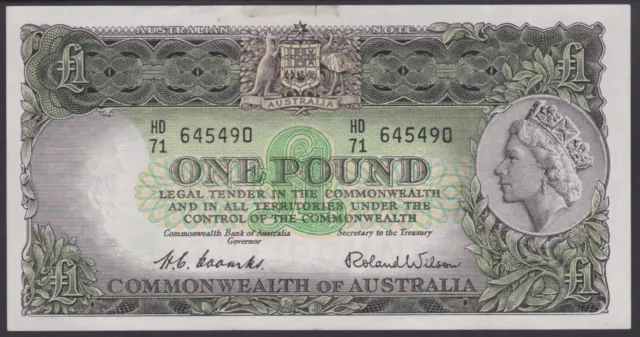 AUSTRALIAN NOTE
£1 £1
AUSTRALIA
HD 71 645490 HD 71 645490
ONE POUND
LEGAL TENDER IN THE COMMONWEALTH
AND IN ALL TERRITORIES UNDER THE
CONTROL OF THE COMMONWEALTH
Commonwealth Bank of Australia Secretary to the Treasury
Governor
H.C. Coombs. Roland Wilson
£1 £1
COMMONWEALTH OF AUSTRALIA